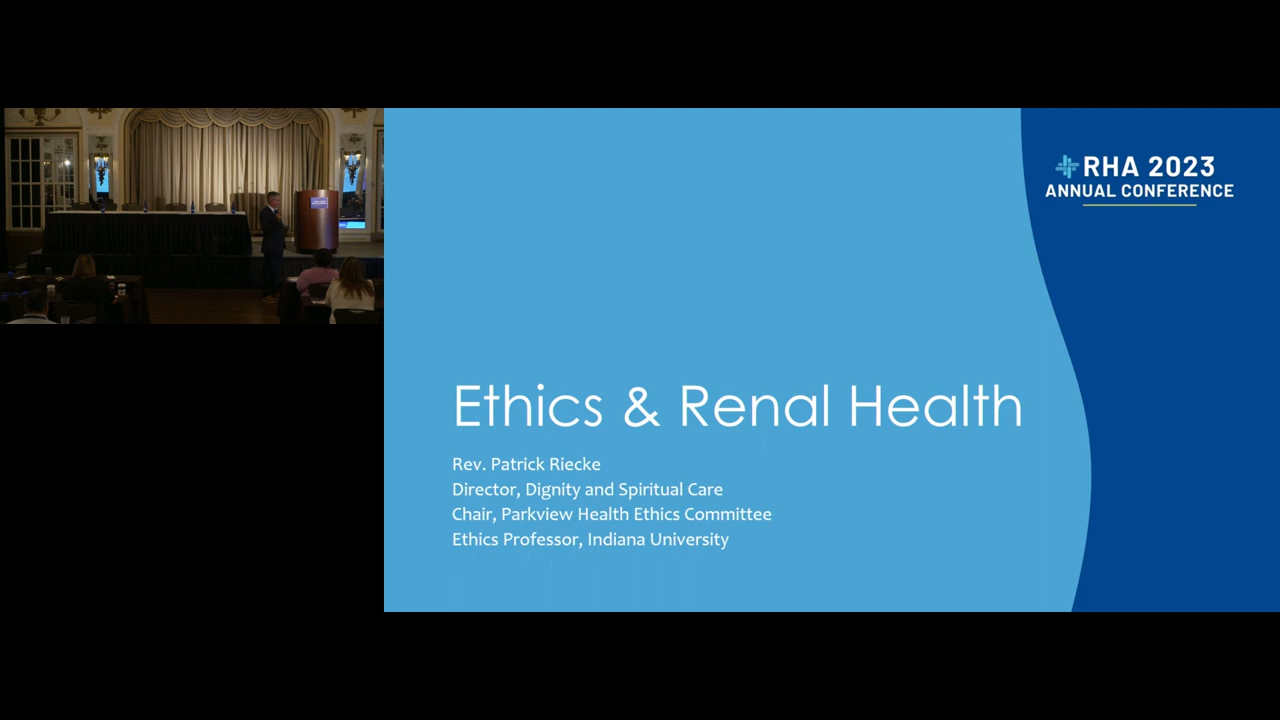 RHA 2023
ANNUAL CONFERENCE
Ethics & Renal Health
Rev. Patrick Riecke
Director, Dignity and Spiritual Care
Chair, Parkview Health Ethics Committee
Ethics Professor, Indiana University